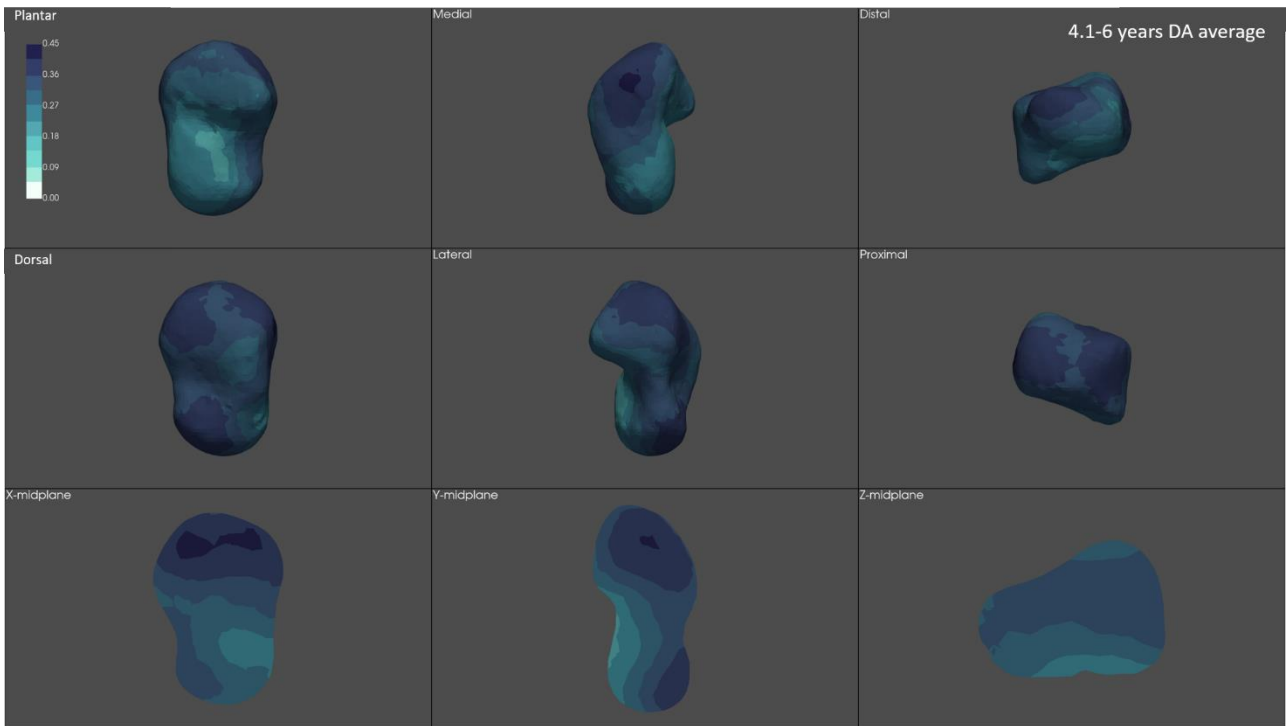 Plantar
Medial
Distal
4.1-6 years DA average
0.45
0.36
0.27
0.18
0.09
0.00
Dorsal
Lateral
Proximal
X-midplane
Y-midplane
Z-midplane